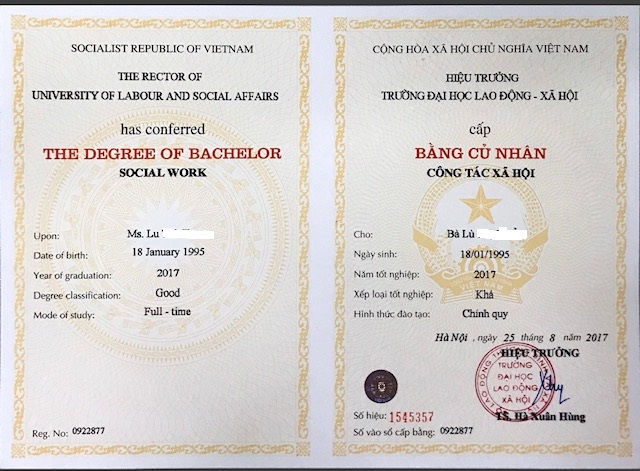 SOCIALIST REPUBLIC OF VIETNAM
THE RECTOR OF
UNIVERSITY OF LABOUR AND SOCIAL AFFAIRS
has conferred
THE DEGREE OF BACHELOR
SOCIAL WORK
Upon: Ms. Lu
Date of birth: 18 January 1995
Year of graduation: 2017
Degree classification: Good
Mode of study: Full - time
Reg. No: 0922877
CỘNG HÒA XÃ HỘI CHỦ NGHĨA VIỆT NAM
HIỆU TRƯỞNG
TRƯỜNG ĐẠI HỌC LAO ĐỘNG - XÃ HỘI
cấp
BẰNG CỬ NHÂN
CÔNG TÁC XÃ HỘI
VIỆT NAM
Cho: Bà Lù
Ngày sinh: 18/01/1995
Năm tốt nghiệp: 2017
Xếp loại tốt nghiệp: Khá
Hình thức đào tạo: Chính quy
Hà Nội, ngày 25 tháng 8 năm 2017
HIỆU TRƯỞNG
TRƯỜNG
ĐẠI HỌC
LAO ĐỘNG
XÃ HỘI
TS. Hà Xuân Hùng
Số hiệu: 1545357
Số vào sổ cấp bằng: 0922877